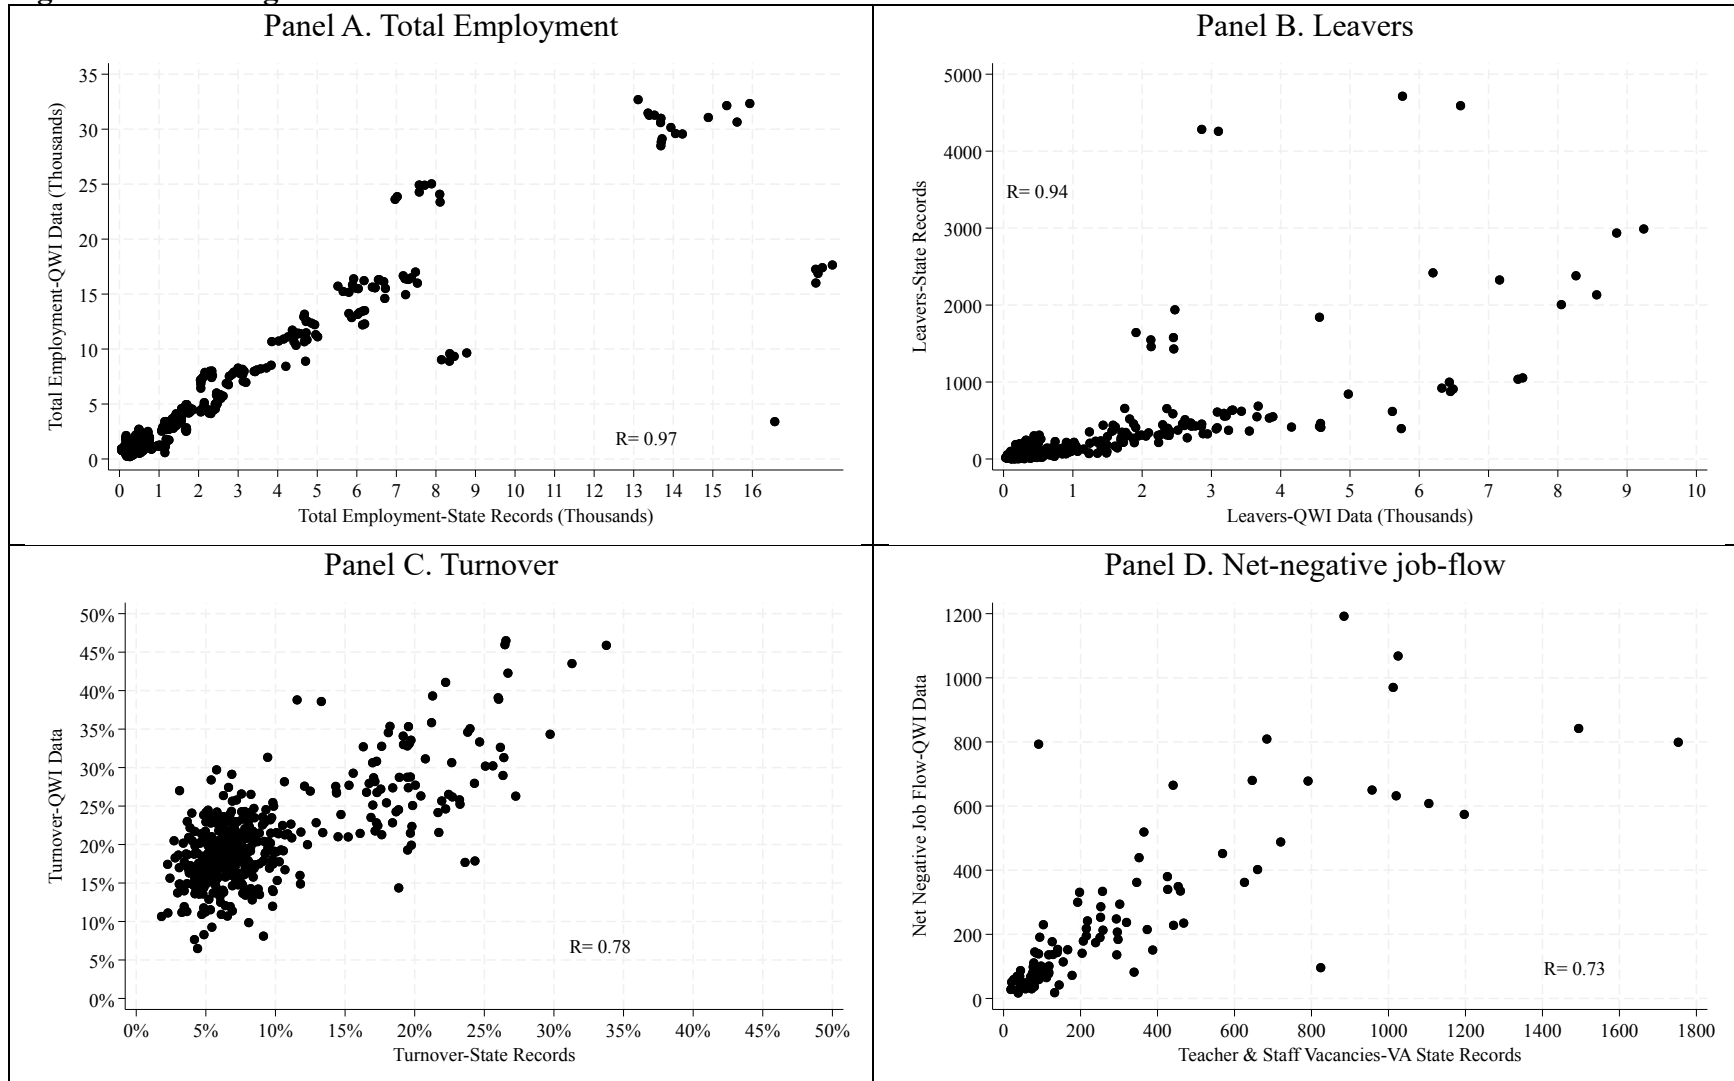 Panel A. Total Employment
Total Employment-QWI Data (Thousands)
35
30
25
20
15
10
5
0
R= 0.97
0 1 2 3 4 5 6 7 8 9 10 11 12 13 14 15 16
Total Employment-State Records (Thousands)
Panel B. Leavers
Leavers-State Records
5000
4000
3000
2000
1000
0
R= 0.94
0 1 2 3 4 5 6 7 8 9 10
Leavers-QWI Data (Thousands)
Panel C. Turnover
Turnover-QWI Data
50%
45%
40%
35%
30%
25%
20%
15%
10%
5%
0%
R= 0.78
0% 5% 10% 15% 20% 25% 30% 35% 40% 45% 50%
Turnover-State Records
Panel D. Net-negative job-flow
Net Negative Job Flow-QWI Data
1200
1000
800
600
400
200
0
R= 0.73
0 200 400 600 800 1000 1200 1400 1600 1800
Teacher & Staff Vacancies-VA State Records